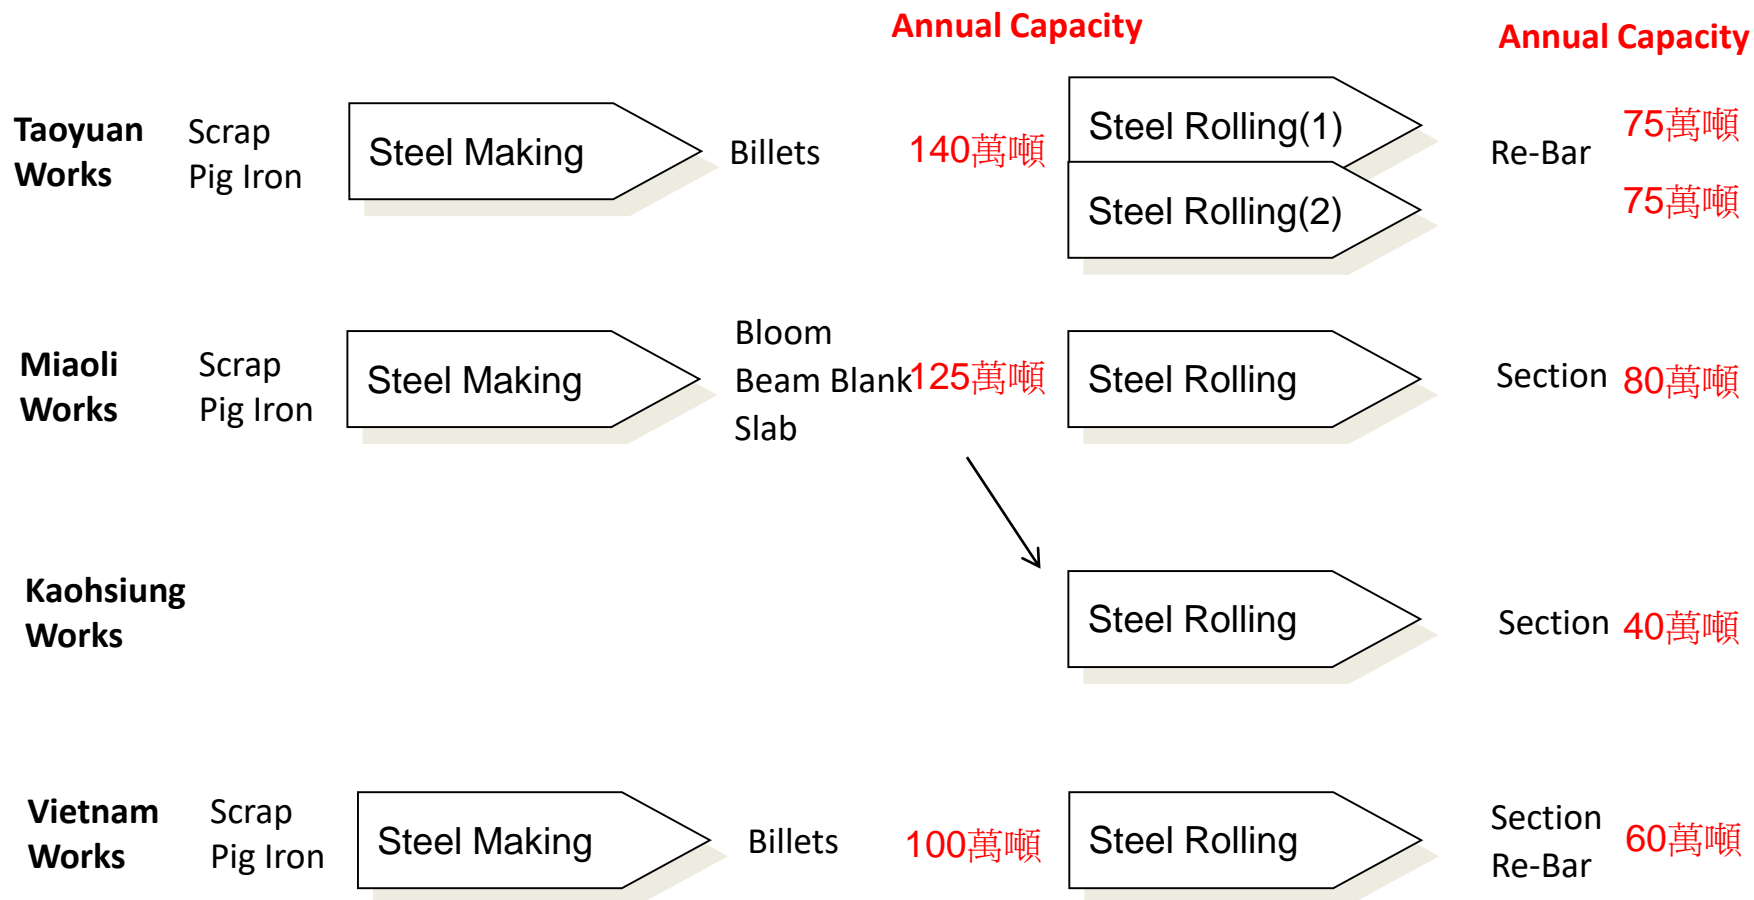 Annual Capacity
Annual Capacity
Taoyuan
Works
Scrap
Pig Iron
Steel Making
Billets
140萬噸
Steel Rolling(1)
Steel Rolling(2)
Re-Bar
75萬噸
75萬噸
Miaoli
Works
Scrap
Pig Iron
Steel Making
Bloom
Beam Blank
Slab
125萬噸
Steel Rolling
Section
80萬噸
Kaohsiung
Works
Steel Rolling
Section
40萬噸
Vietnam
Works
Scrap
Pig Iron
Steel Making
Billets
100萬噸
Steel Rolling
Section
Re-Bar
60萬噸